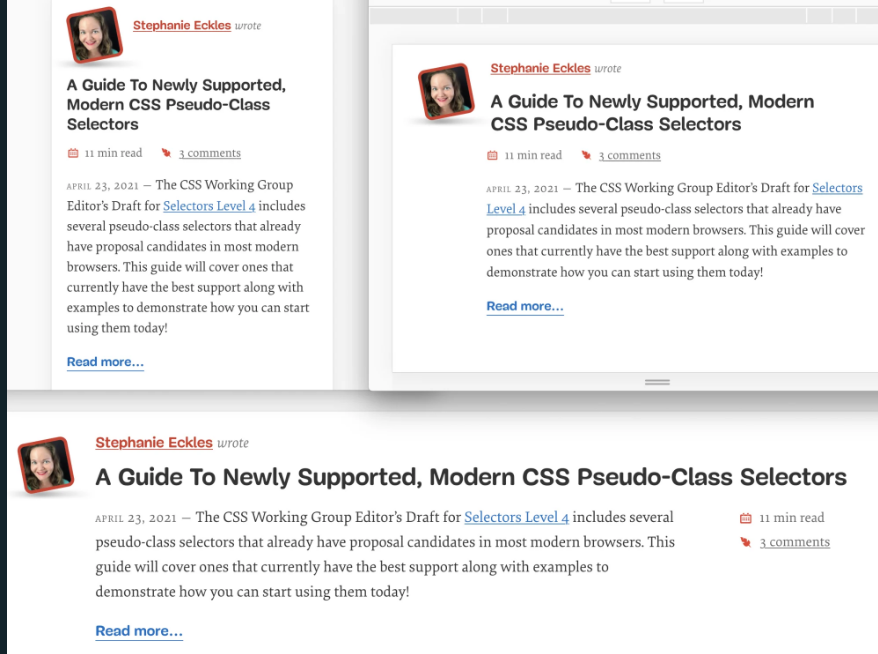 Stephanie Eckles wrote
A Guide To Newly Supported,
Modern CSS Pseudo-Class
Selectors
11 min read 3 comments
APRIL 23, 2021 — The CSS Working Group
Editor’s Draft for Selectors Level 4 includes
several pseudo-class selectors that already
have proposal candidates in most modern
browsers. This guide will cover ones that
currently have the best support along with
examples to demonstrate how you can start
using them today!
Read more…
Stephanie Eckles wrote
A Guide To Newly Supported, Modern
CSS Pseudo-Class Selectors
11 min read 3 comments
APRIL 23, 2021 — The CSS Working Group Editor’s Draft for Selectors
Level 4 includes several pseudo-class selectors that already have
proposal candidates in most modern browsers. This guide will cover
ones that currently have the best support along with examples to
demonstrate how you can start using them today!
Read more…
Stephanie Eckles wrote
A Guide To Newly Supported, Modern CSS Pseudo-Class Selectors
APRIL 23, 2021 — The CSS Working Group Editor’s Draft for Selectors Level 4 includes several
pseudo-class selectors that already have proposal candidates in most modern browsers. This
guide will cover ones that currently have the best support along with examples to
demonstrate how you can start using them today!
11 min read
3 comments
Read more…